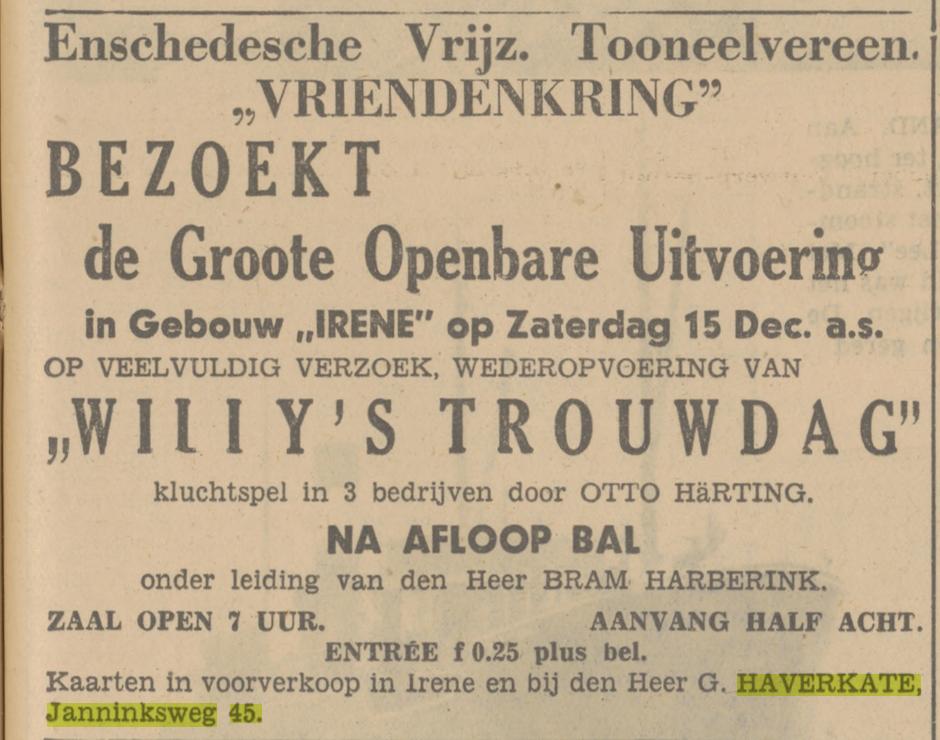 Enschedesche Vrijz. Tooneelvereen.
„VRIENDENKRING”
BEZOEKT
de Groote Openbare Uitvoering
in Gebouw „IRENE” op Zaterdag 15 Dec. a.s.
OP VEELVULDIG VERZOEK, WEDEROPVOERING VAN
„WILLY'S TROUWDAG”
kluchtspel in 3 bedrijven door OTTO HäRTING.
NA AFLOOP BAL
onder leiding van den Heer BRAM HARBERINK.
ZAAL OPEN 7 UUR. AANVANG HALF ACHT.
ENTRÉE f 0.25 plus bel.
Kaarten in voorverkoop in Irene en bij den Heer G. HAVERKATE,
Janninksweg 45.